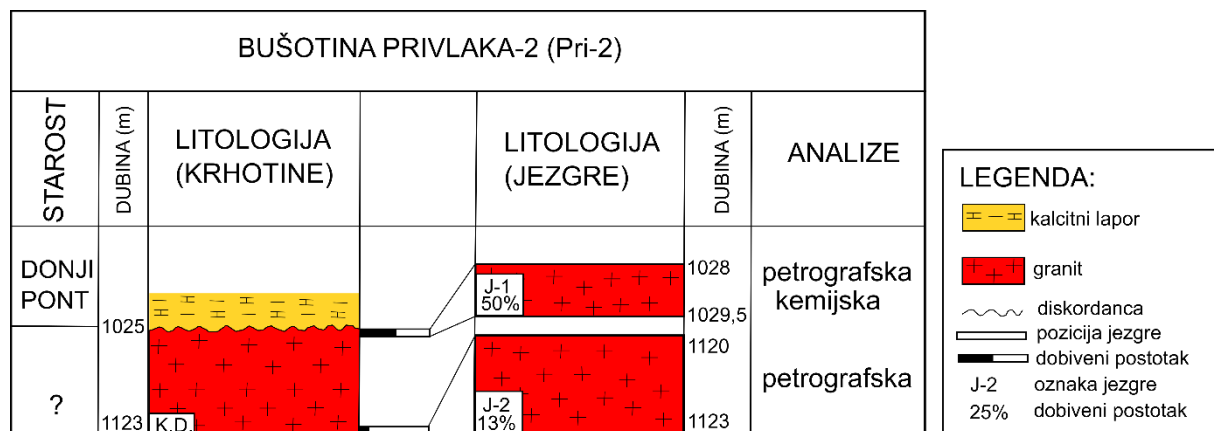 BUŠOTINA PRIVLAKA-2 (Pri-2)
STAROST
DUBINA (m)
LITOLOGIJA
(KRHOTINE)
LITOLOGIJA
(JEZGRE)
DUBINA (m)
ANALIZE
DONJI
PONT
?
1025
1123
K.D.
J-1
50%
J-2
13%
1028
1029,5
1120
1123
petrografska
kemijska
petrografska
LEGENDA:
kalcitni lapor
granit
diskordanca
pozicija jezgre
dobiveni postotak
J-2 oznaka jezgre
25% dobiveni postotak